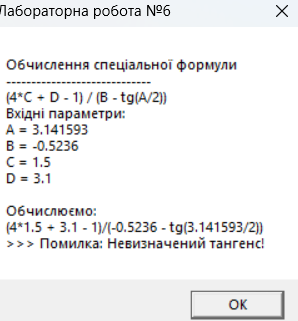 Лабораторна робота №6
Обчислення спеціальної формули
-----------------------------
(4*C + D - 1) / (B - tg(A/2))
Вхідні параметри:
A = 3.141593
B = -0.5236
C = 1.5
D = 3.1
Обчислюємо:
(4*1.5 + 3.1 - 1)/(-0.5236 - tg(3.141593/2))
>>> Помилка: Невизначений тангенс!
OK